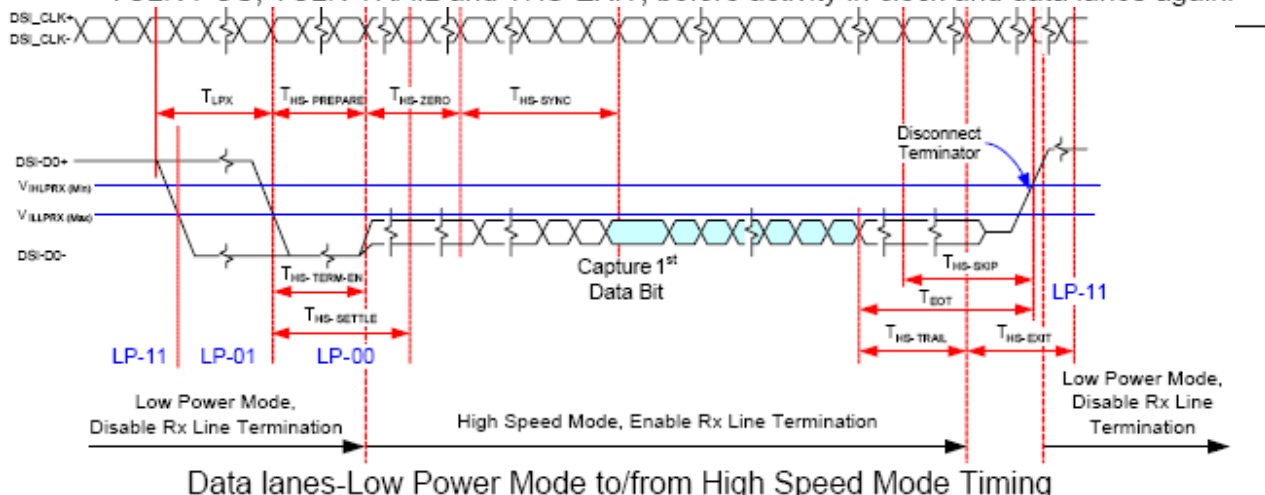 DSI_CLK+
DSI_CLK-
TLPX
THS-PREPARE
THS-ZERO
THS-SYNC
Disconnect
Terminator
DSI-D0+
VIHLPRX (Min)
VILLPRX (Max)
DSI-D0-
THS-TERM-EN
Capture 1st
Data Bit
THS-SKIP
TEOT
LP-11
THS-SETTLE
THS-TRAIL
THS-EXIT
LP-11
LP-01
LP-00
Low Power Mode,
Disable Rx Line Termination
High Speed Mode, Enable Rx Line Termination
Low Power Mode,
Disable Rx Line
Termination
Data lanes-Low Power Mode to/from High Speed Mode Timing